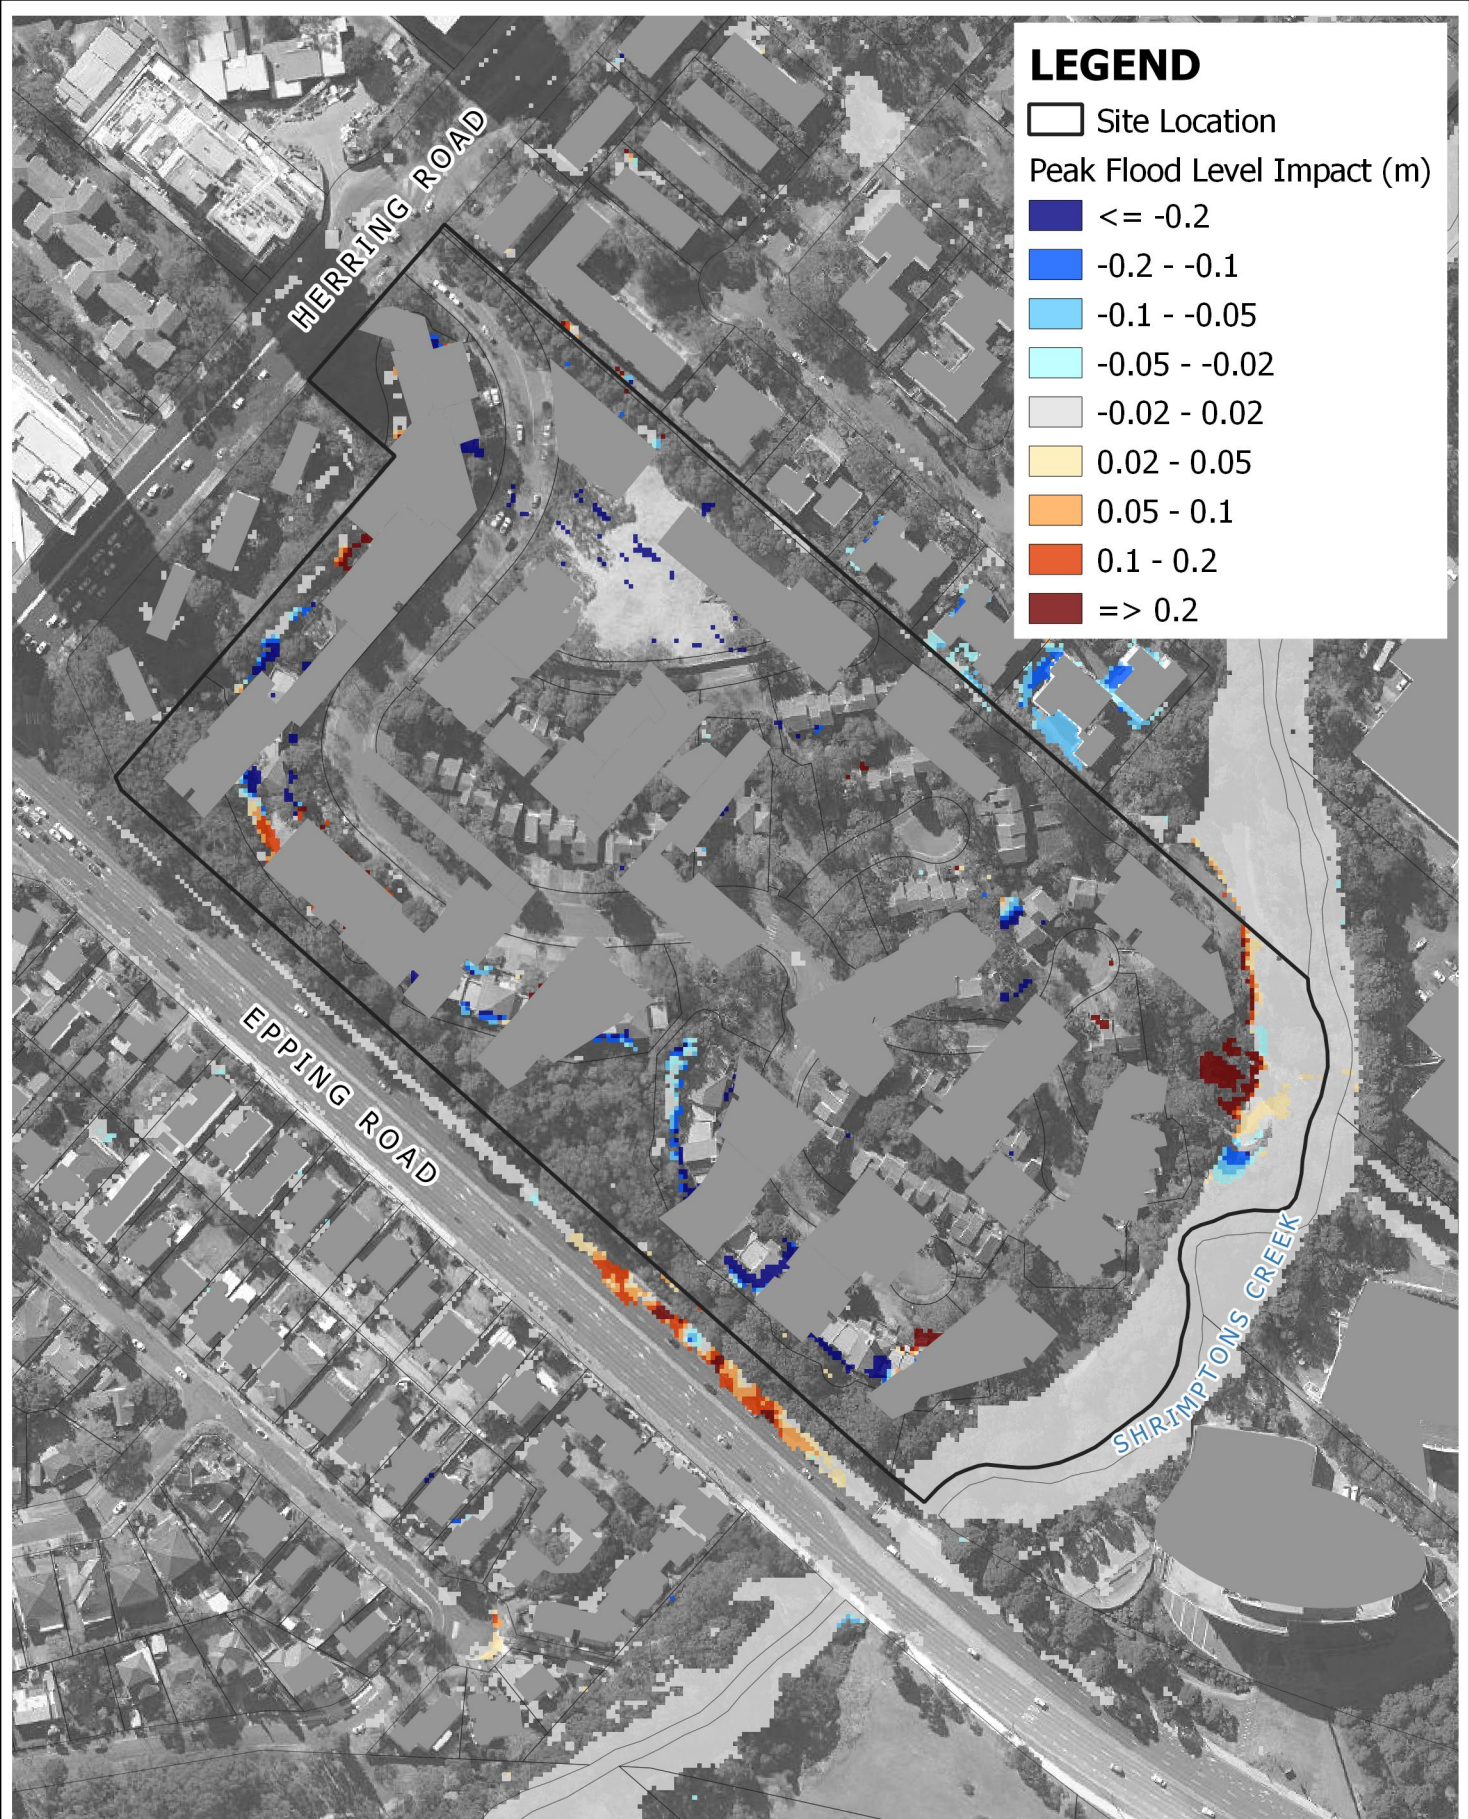 LEGEND
Site Location
Peak Flood Level Impact (m)
<= -0.2
-0.2 - -0.1
-0.1 - -0.05
-0.05 - -0.02
-0.02 - 0.02
0.02 - 0.05
0.05 - 0.1
0.1 - 0.2
=> 0.2
HERRING ROAD
EPPING ROAD
SHRIMPTONS CREEK